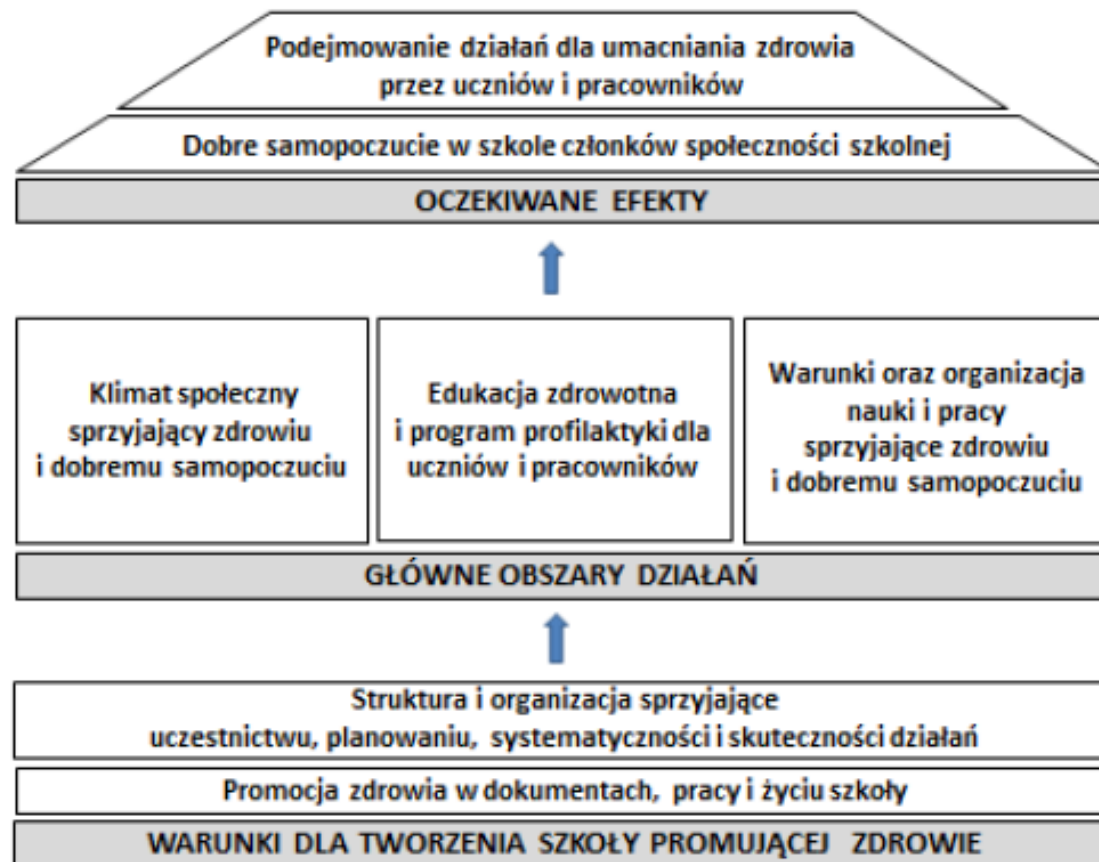 Podejmowanie działań dla umacniania zdrowia
przez uczniów i pracowników
Dobre samopoczucie w szkole członków społeczności szkolnej
OCZEKIWANE EFEKTY
Klimat społeczny
sprzyjający zdrowiu
i dobremu samopoczuciu
Edukacja zdrowotna
i program profilaktyki dla
uczniów i pracowników
Warunki oraz organizacja
nauki i pracy
sprzyjające zdrowiu
i dobremu samopoczuciu
GŁÓWNE OBSZARY DZIAŁAŃ
Struktura i organizacja sprzyjające
uczestnictwu, planowaniu, systematyczności i skuteczności działań
Promocja zdrowia w dokumentach, pracy i życiu szkoły
WARUNKI DLA TWORZENIA SZKOŁY PROMUJĄCEJ ZDROWIE